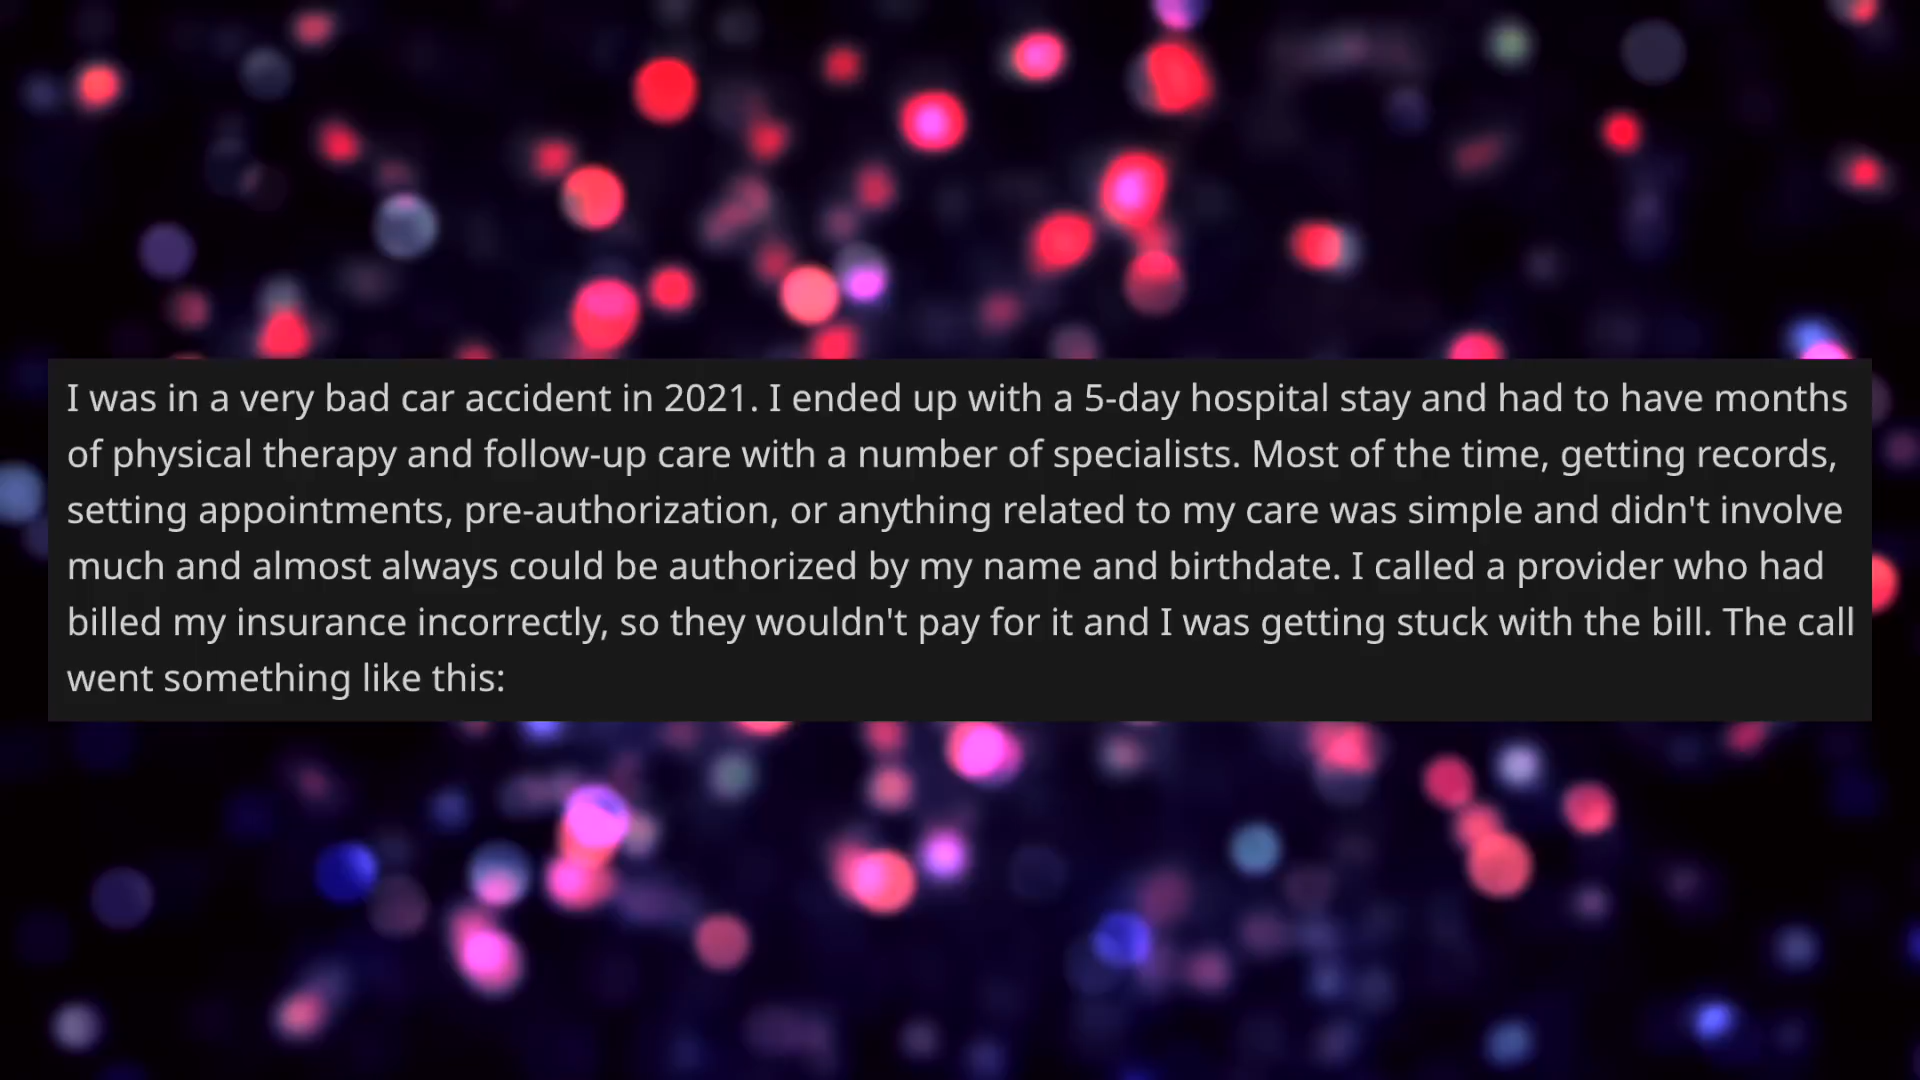 I was in a very bad car accident in 2021. I ended up with a 5-day hospital stay and had to have months
of physical therapy and follow-up care with a number of specialists. Most of the time, getting records,
setting appointments, pre-authorization, or anything related to my care was simple and didn't involve
much and almost always could be authorized by my name and birthdate. I called a provider who had
billed my insurance incorrectly, so they wouldn't pay for it and I was getting stuck with the bill. The call
went something like this: